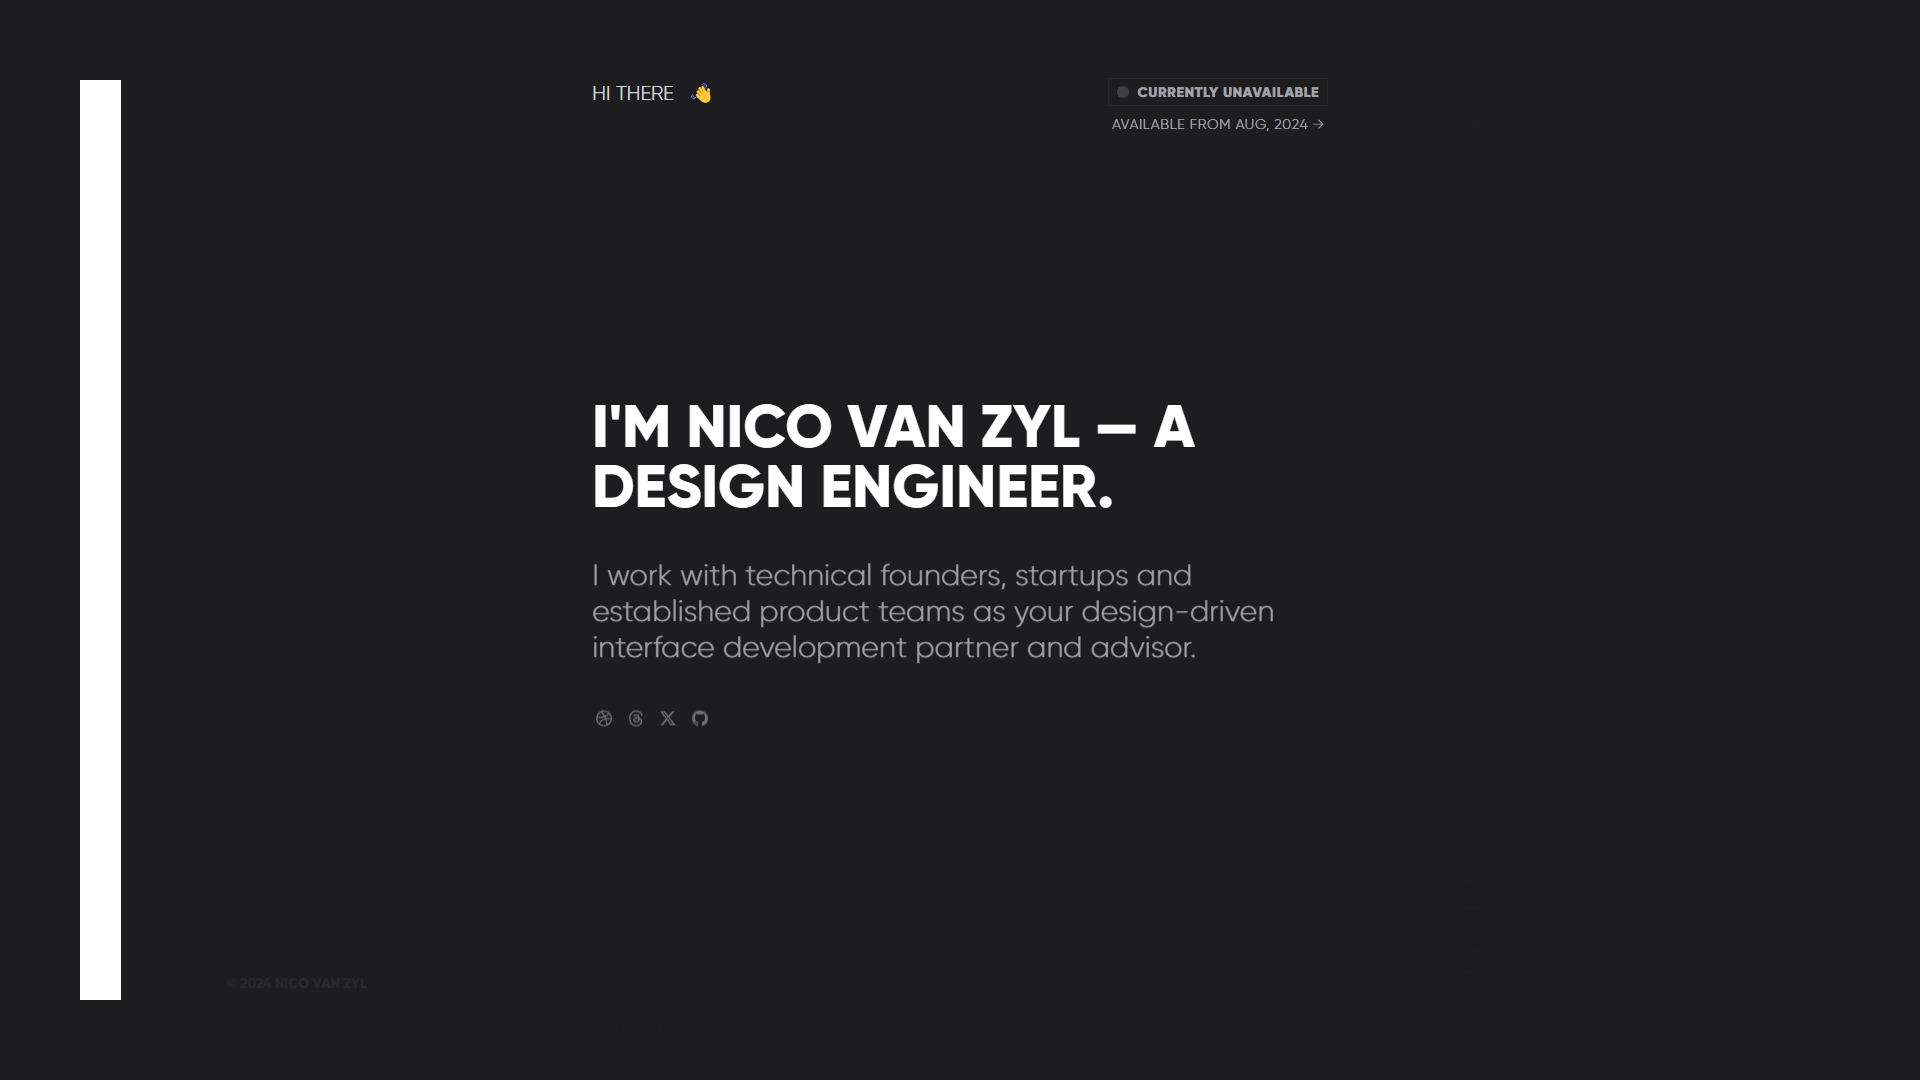 HI THERE 👋
CURRENTLY UNAVAILABLE
AVAILABLE FROM AUG, 2024 →
I'M NICO VAN ZYL — A
DESIGN ENGINEER.
I work with technical founders, startups and
established product teams as your design-driven
interface development partner and advisor.
© 2024 NICO VAN ZYL